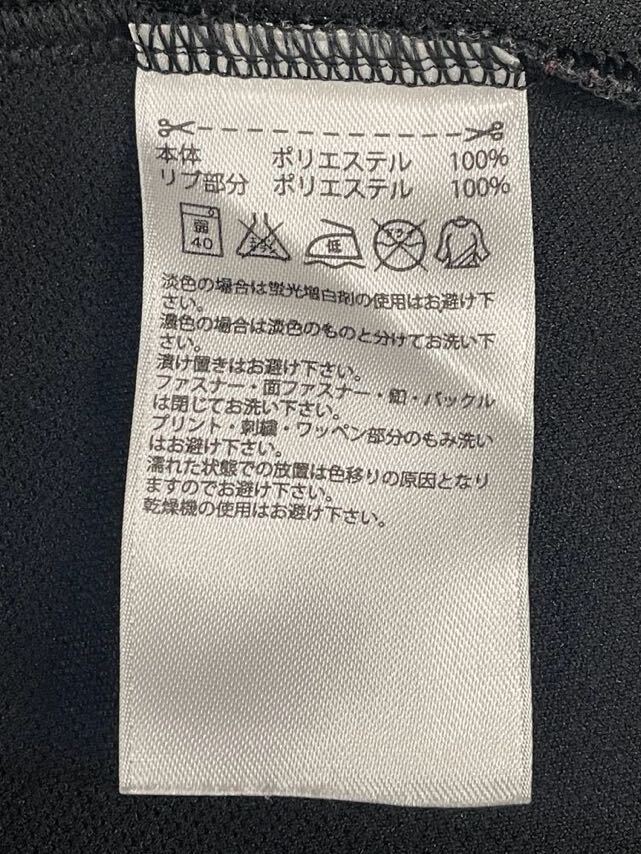 本体 ポリエステル 100%
リブ部分 ポリエステル 100%
弱 40 低
淡色の場合は蛍光増白剤の使用はお避け下
さい。
濃色の場合は淡色のものと分けてお洗い下
さい。
漬け置きはお避け下さい。
ファスナー・面ファスナー・釦・バックル
は閉じてお洗い下さい。
プリント・刺繍・ワッペン部分のもみ洗い
はお避け下さい。
濡れた状態での放置は色移りの原因となり
ますのでお避け下さい。
乾燥機の使用はお避け下さい。